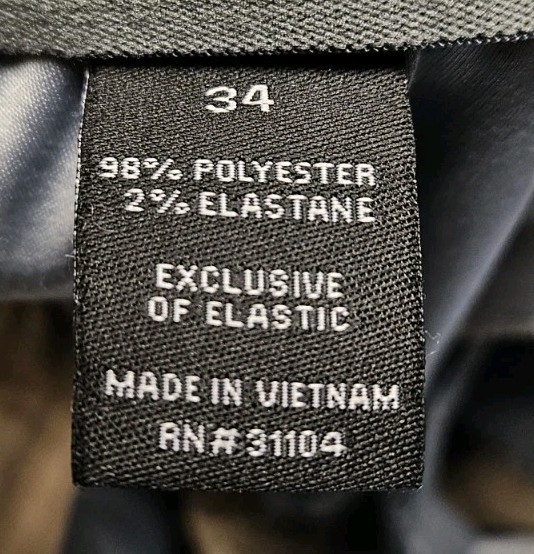 34
98% POLYESTER
2% ELASTANE
EXCLUSIVE
OF ELASTIC
MADE IN VIETNAM
RN#31104